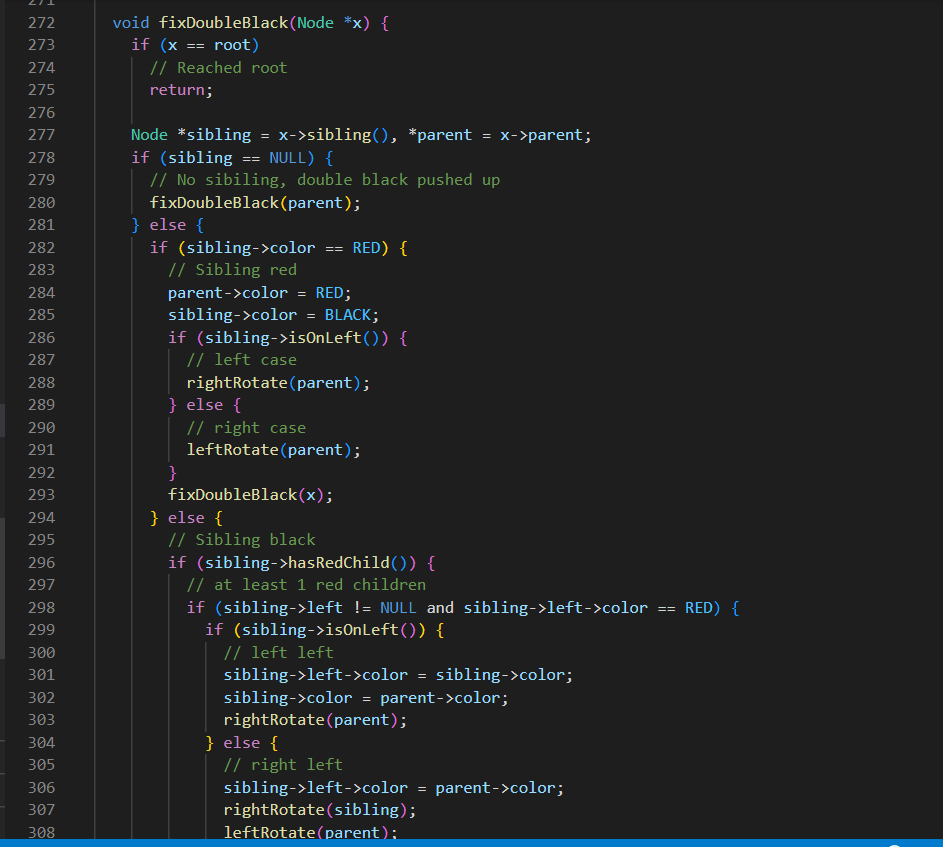 271
272 void fixDoubleBlack(Node *x) {
273 if (x == root)
274 // Reached root
275 return;
276
277 Node *sibling = x->sibling(), *parent = x->parent;
278 if (sibling == NULL) {
279 // No sibiling, double black pushed up
280 fixDoubleBlack(parent);
281 } else {
282 if (sibling->color == RED) {
283 // Sibling red
284 parent->color = RED;
285 sibling->color = BLACK;
286 if (sibling->isOnLeft()) {
287 // left case
288 rightRotate(parent);
289 } else {
290 // right case
291 leftRotate(parent);
292 }
293 fixDoubleBlack(x);
294 } else {
295 // Sibling black
296 if (sibling->hasRedChild()) {
297 // at least 1 red children
298 if (sibling->left != NULL and sibling->left->color == RED) {
299 if (sibling->isOnLeft()) {
300 // left left
301 sibling->left->color = sibling->color;
302 sibling->color = parent->color;
303 rightRotate(parent);
304 } else {
305 // right left
306 sibling->left->color = parent->color;
307 rightRotate(sibling);
308 leftRotate(parent);